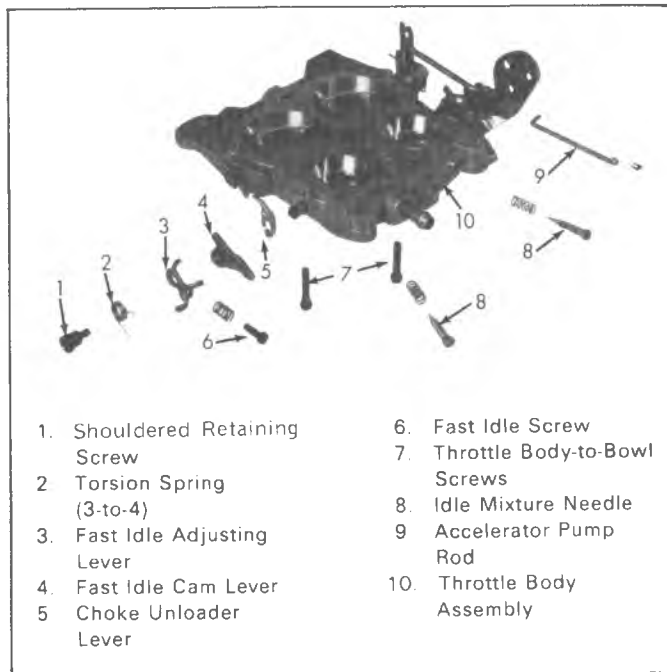 9
10
8
4
3
5
2
7
1
8
6
1. Shouldered Retaining
Screw
2 Torsion Spring
(3-to-4)
3. Fast Idle Adjusting
Lever
4. Fast Idle Cam Lever
5 Choke Unloader
Lever
6. Fast Idle Screw
7. Throttle Body-to-Bowl
Screws
8. Idle Mixture Needle
9 Accelerator Pump
Rod
10. Throttle Body
Assembly